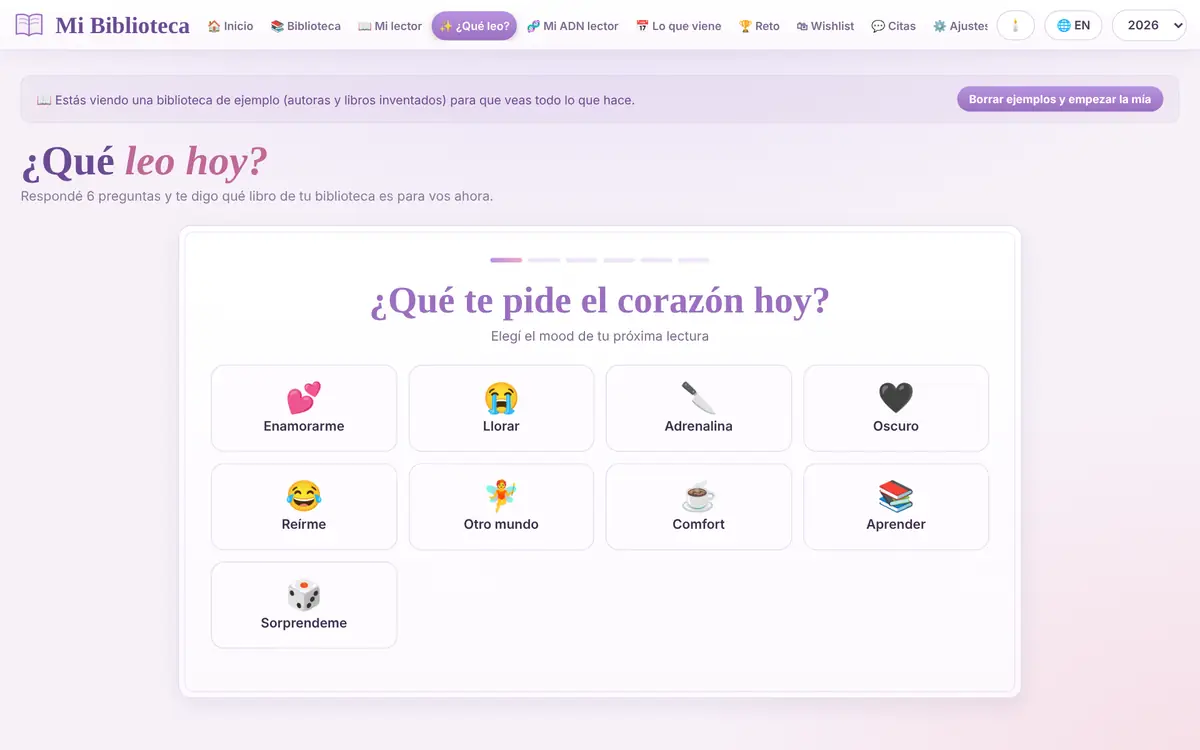 Mi Biblioteca 🏠 Inicio 📚 Biblioteca 📖 Mi lector ✨ ¿Qué leo? 🧬 Mi ADN lector 📅 Lo que viene 🏆 Reto 🛍 Wishlist 💬 Citas ⚙️ Ajustes 🌐 EN 2026
📖 Estás viendo una biblioteca de ejemplo (autoras y libros inventados) para que veas todo lo que hace. Borrar ejemplos y empezar la mía
¿Qué leo hoy?
Respondé 6 preguntas y te digo qué libro de tu biblioteca es para vos ahora.
¿Qué te pide el corazón hoy?
Elegí el mood de tu próxima lectura
Enamorarme Llorar Adrenalina Oscuro
Reírme Otro mundo Comfort Aprender
Sorprendeme